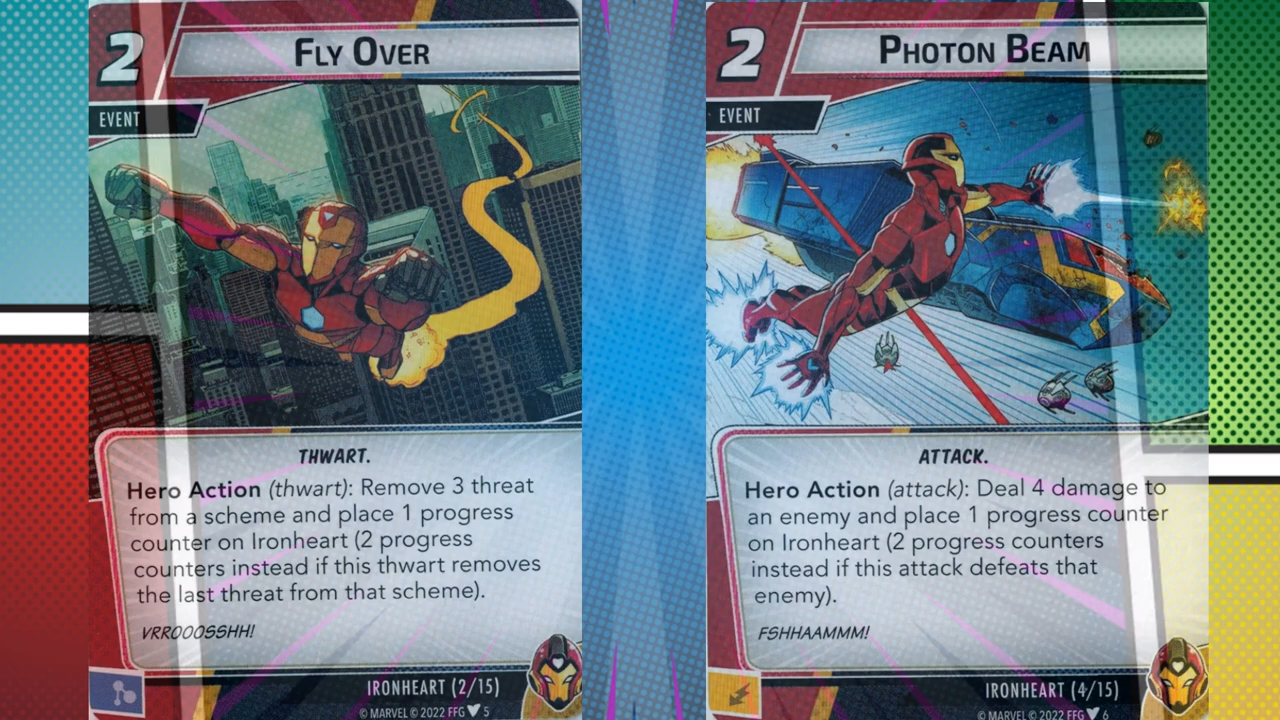 2
FLY OVER
EVENT
THWART.
Hero Action (thwart): Remove 3 threat
from a scheme and place 1 progress
counter on Ironheart (2 progress
counters instead if this thwart removes
the last threat from that scheme).
VRROOOSSHH!
IRONHEART (2/15)
© MARVEL © 2022 FFG 5
2
PHOTON BEAM
EVENT
ATTACK.
Hero Action (attack): Deal 4 damage to
an enemy and place 1 progress counter
on Ironheart (2 progress counters
instead if this attack defeats that
enemy).
FSHHAAMMM!
IRONHEART (4/15)
© MARVEL © 2022 FFG 6